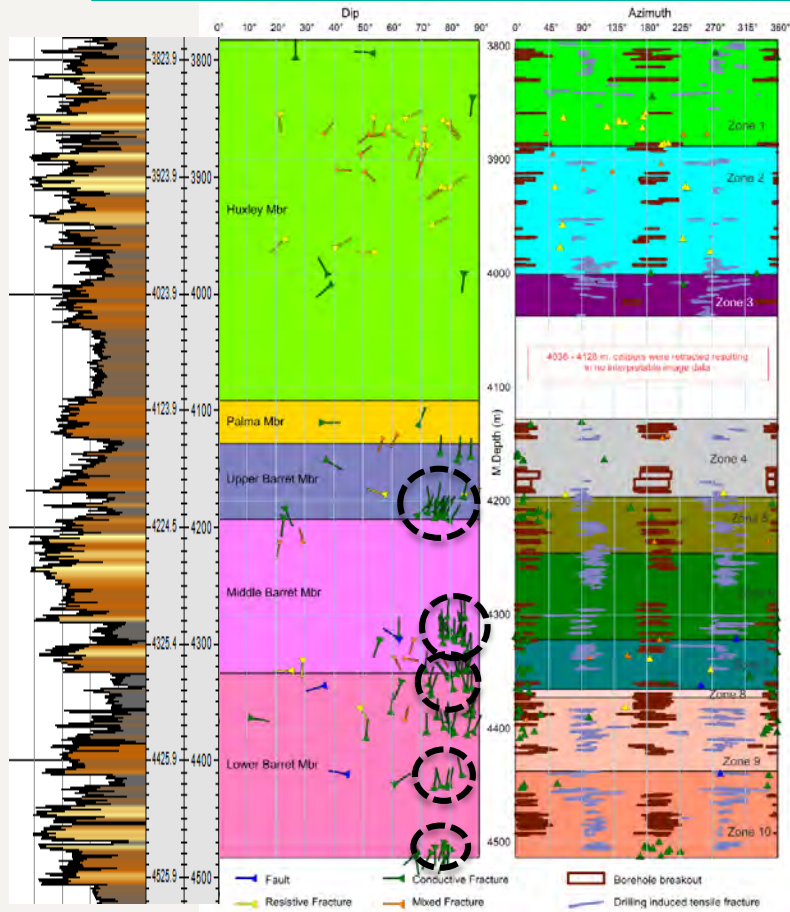 Dip
Azimuth
0° 10° 20° 30° 40° 50° 60° 70° 80° 90°
0° 45° 90° 135° 180° 225° 270° 315° 360°
3823.9
3923.9
4023.9
4123.9
4224.5
4325.4
4425.9
4525.9
3800
3900
4000
4100
4200
4300
4400
4500
Huxley Mbr
Palma Mbr
Upper Barret Mbr
Middle Barret Mbr
Lower Barret Mbr
M.Depth (m)
3800
3900
4000
4100
4200
4300
4400
4500
Zone 1
Zone 2
Zone 3
4036 - 4128 m, calipers were retracted resulting
in no interpretable image data
Zone 4
Zone 5
Zone 8
Zone 9
Zone 10
Fault
Conductive Fracture
Borehole breakout
Resistive Fracture
Mixed Fracture
Drilling induced tensile fracture